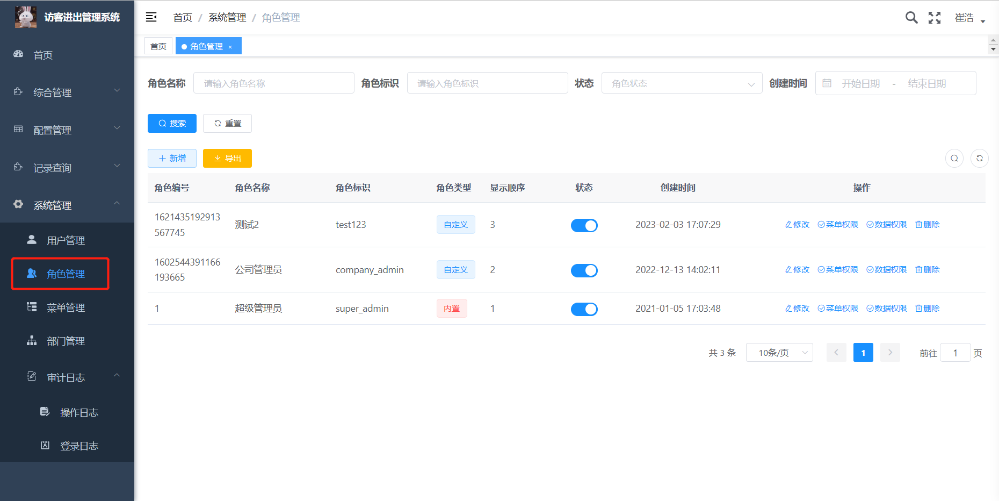 访客进出管理系统
首页
综合管理
配置管理
记录查询
系统管理
用户管理
角色管理
菜单管理
部门管理
审计日志
操作日志
登录日志
首页 / 系统管理 / 角色管理
崔浩
首页
角色管理 ×
角色名称 请输入角色名称 角色标识 请输入角色标识 状态 角色状态 创建时间 开始日期 - 结束日期
搜索 重置
新增 导出
角色编号 角色名称 角色标识 角色类型 显示顺序 状态 创建时间 操作
1621435192913
567745
测试2 test123 自定义 3 2023-02-03 17:07:29 修改 菜单权限 数据权限 删除
1602544391166
193665
公司管理员 company_admin 自定义 2 2022-12-13 14:02:11 修改 菜单权限 数据权限 删除
1 超级管理员 super_admin 内置 1 2021-01-05 17:03:48 修改 菜单权限 数据权限 删除
共 3 条 10条/页 1 前往 1 页